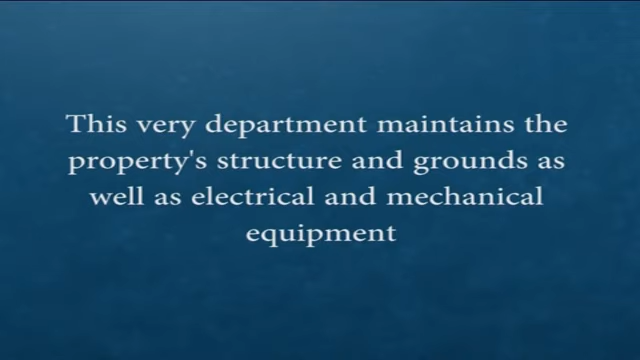 This very department maintains the
property's structure and grounds as
well as electrical and mechanical
equipment